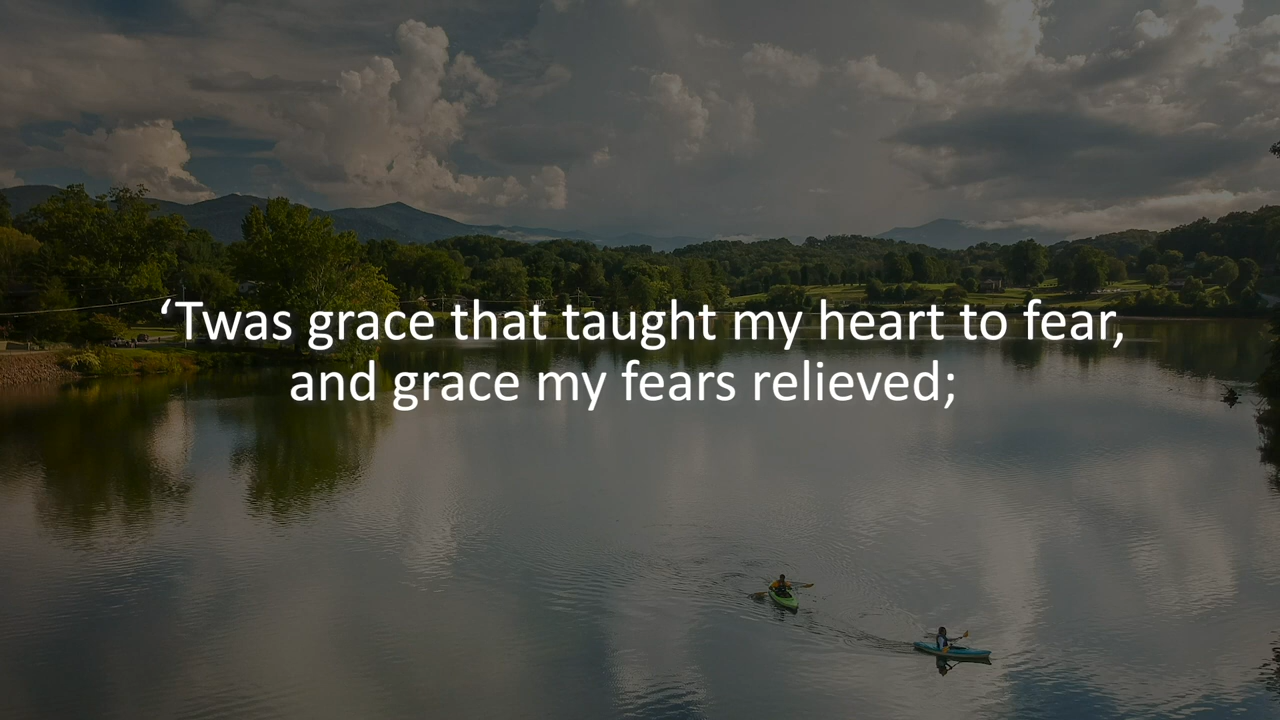 ‘Twas grace that taught my heart to fear,
and grace my fears relieved;